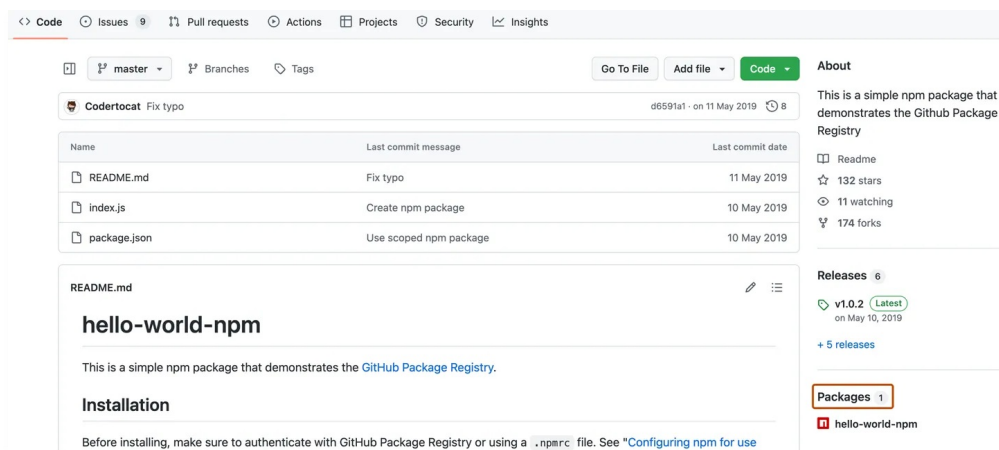 Code Issues 9 Pull requests Actions Projects Security Insights
master Branches Tags Go To File Add file Code
Codertocat Fix typo d6591a1 · on 11 May 2019 8
Name Last commit message Last commit date
README.md Fix typo 11 May 2019
index.js Create npm package 10 May 2019
package.json Use scoped npm package 10 May 2019
README.md
hello-world-npm
This is a simple npm package that demonstrates the GitHub Package Registry.
Installation
Before installing, make sure to authenticate with GitHub Package Registry or using a .npmrc file. See "Configuring npm for use
About
This is a simple npm package that
demonstrates the Github Package
Registry
Readme
132 stars
11 watching
174 forks
Releases 6
v1.0.2 Latest
on May 10, 2019
+ 5 releases
Packages 1
hello-world-npm